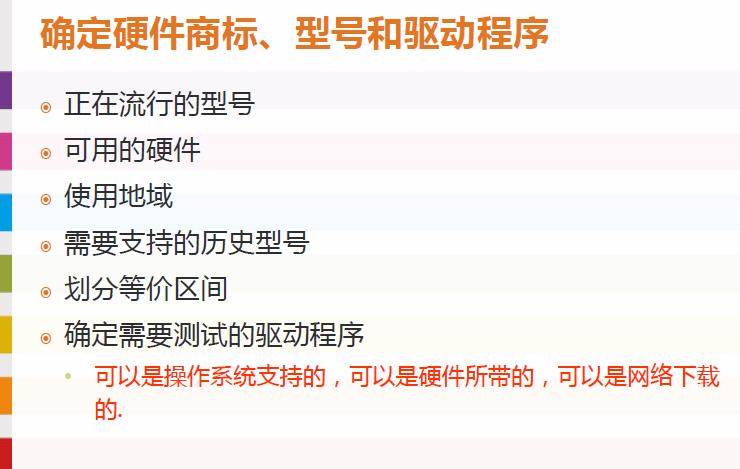 确定硬件商标、型号和驱动程序
正在流行的型号
可用的硬件
使用地域
需要支持的历史型号
划分等价区间
确定需要测试的驱动程序
可以是操作系统支持的，可以是硬件所带的，可以是网络下载
的.